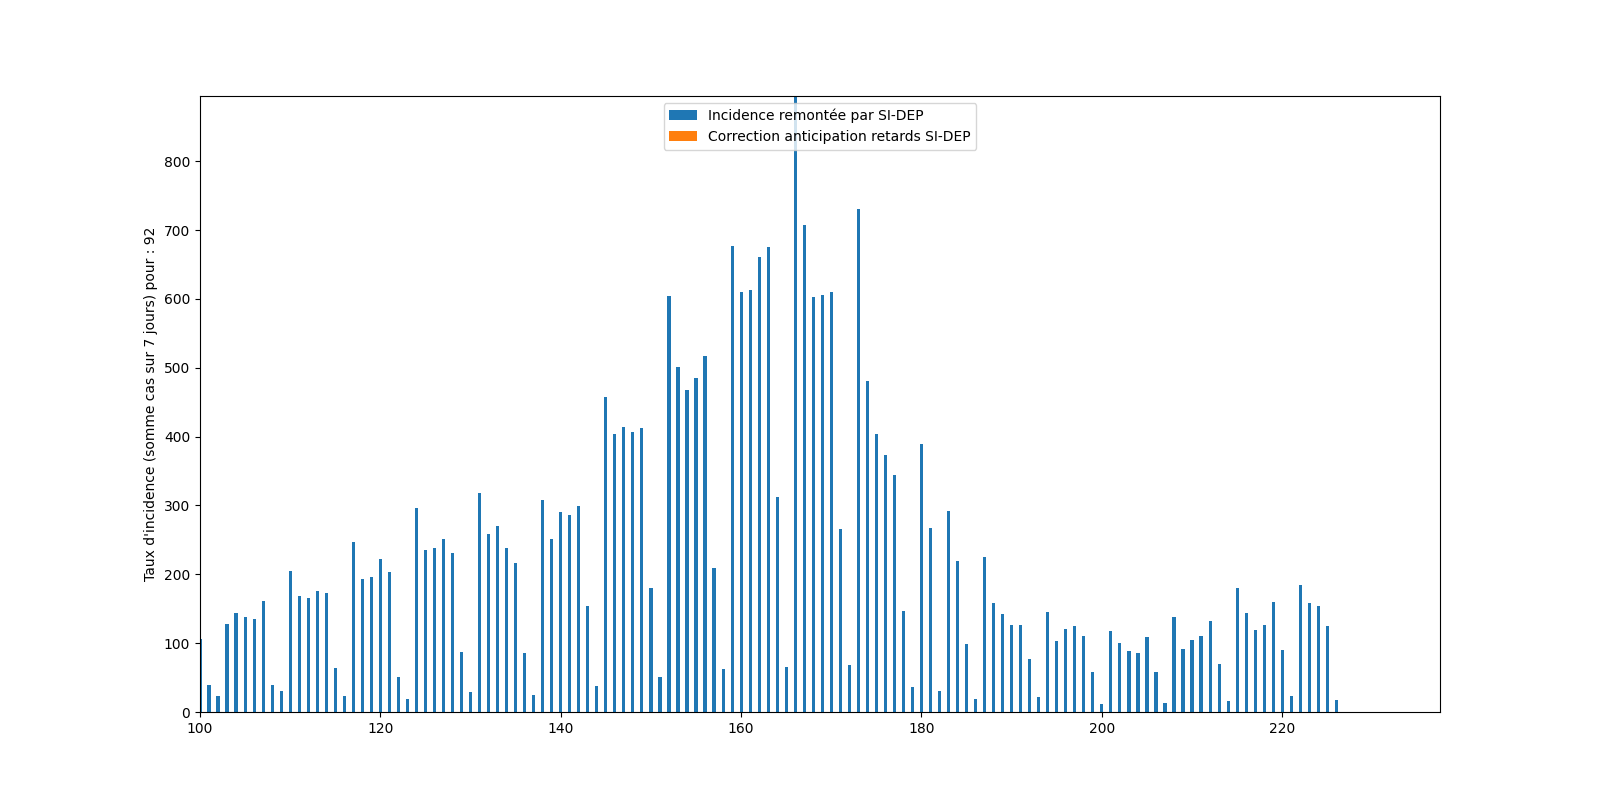 Incidence remontée par SI-DEP
Correction anticipation retards SI-DEP
Taux d'incidence (somme cas sur 7 jours) pour : 92
800
700
600
500
400
300
200
100
0
100 120 140 160 180 200 220